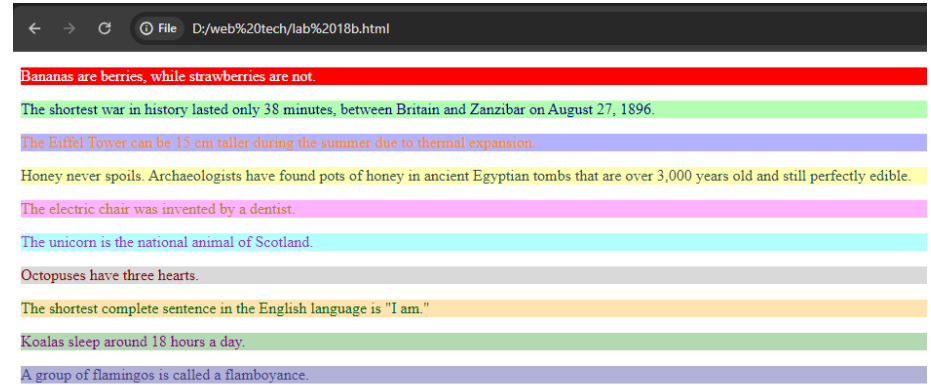 File D:/web%20tech/lab%2018b.html
Bananas are berries, while strawberries are not.
The shortest war in history lasted only 38 minutes, between Britain and Zanzibar on August 27, 1896.
The Eiffel Tower can be 15 cm taller during the summer due to thermal expansion.
Honey never spoils. Archaeologists have found pots of honey in ancient Egyptian tombs that are over 3,000 years old and still perfectly edible.
The electric chair was invented by a dentist.
The unicorn is the national animal of Scotland.
Octopuses have three hearts.
The shortest complete sentence in the English language is "I am."
Koalas sleep around 18 hours a day.
A group of flamingos is called a flamboyance.